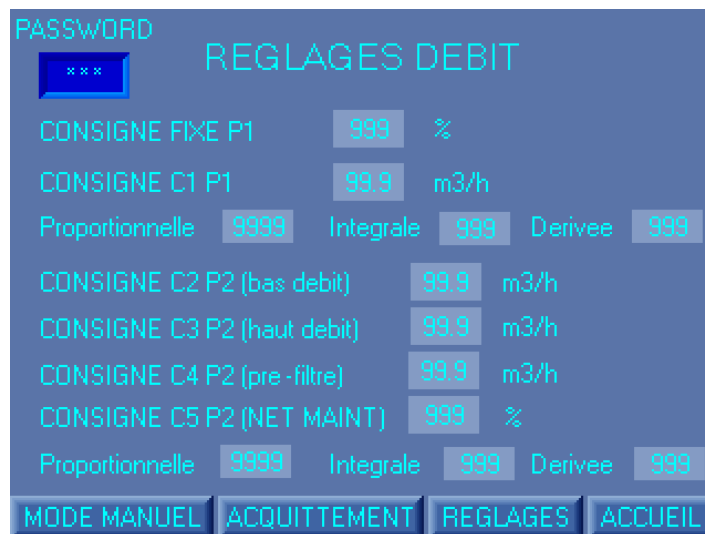 PASSWORD
***
REGLAGES DEBIT
CONSIGNE FIXE P1 999 %
CONSIGNE C1 P1 99.9 m3/h
Proportionnelle 9999 Integrale 999 Derivee 999
CONSIGNE C2 P2 (bas debit) 99.9 m3/h
CONSIGNE C3 P2 (haut debit) 99.9 m3/h
CONSIGNE C4 P2 (pre-filtre) 99.9 m3/h
CONSIGNE C5 P2 (NET MAINT) 999 %
Proportionnelle 9999 Integrale 999 Derivee 999
MODE MANUEL ACQUITTEMENT REGLAGES ACCUEIL